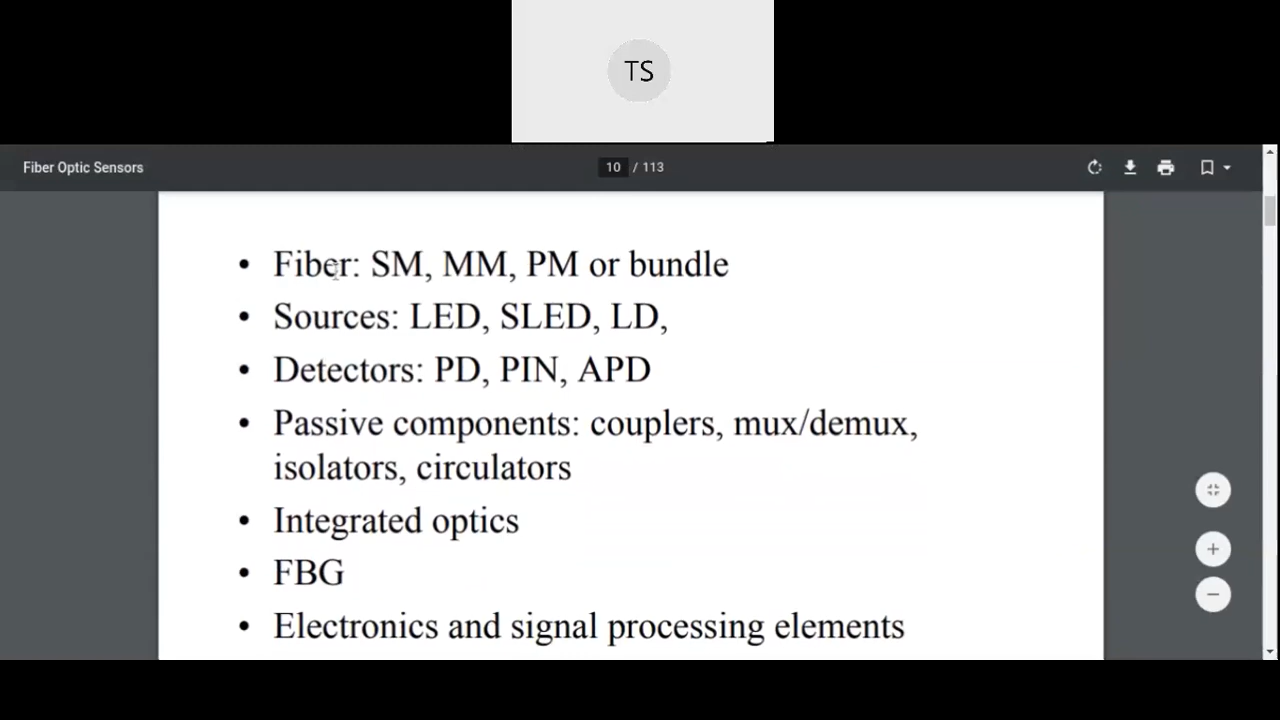 TS
Fiber Optic Sensors
10 / 113
• Fiber: SM, MM, PM or bundle
• Sources: LED, SLED, LD,
• Detectors: PD, PIN, APD
• Passive components: couplers, mux/demux,
isolators, circulators
• Integrated optics
• FBG
• Electronics and signal processing elements